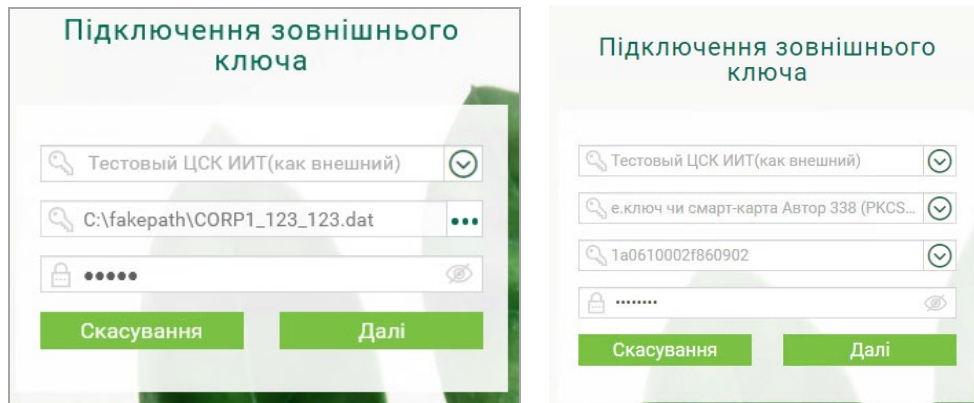 Підключення зовнішнього
ключа
Тестовый ЦСК ИИТ(как внешний)
C:\fakepath\CORP1_123_123.dat
•••••
Скасування
Далі
Підключення зовнішнього
ключа
Тестовый ЦСК ИИТ(как внешний)
е.ключ чи смарт-карта Автор 338 (PKCS...
1a0610002f860902
••••••••
Скасування
Далі